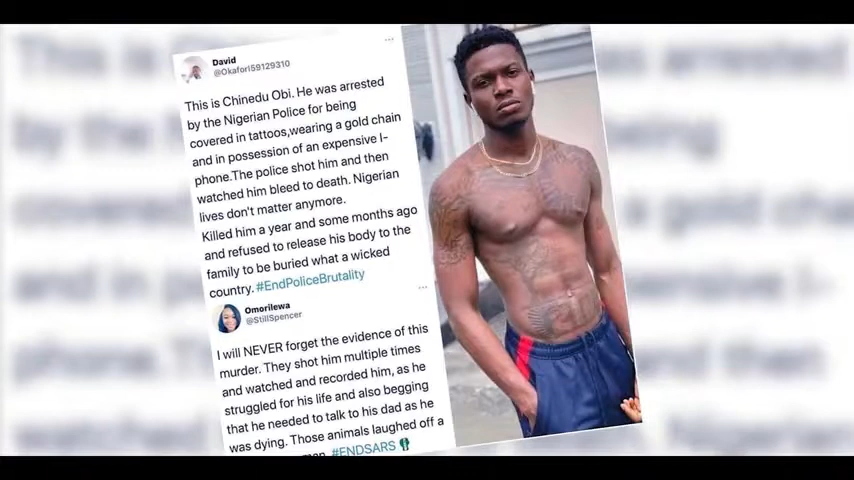 David
@Okafori59129310
This is Chinedu Obi. He was arrested
by the Nigerian Police for being
covered in tattoos,wearing a gold chain
and in possession of an expensive I-
phone.The police shot him and then
watched him bleed to death. Nigerian
lives don't matter anymore.
Killed him a year and some months ago
and refused to release his body to the
family to be buried what a wicked
country. #EndPoliceBrutality
Omorilewa
@StillSpencer
I will NEVER forget the evidence of this
murder. They shot him multiple times
and watched and recorded him, as he
struggled for his life and also begging
that he needed to talk to his dad as he
was dying. Those animals laughed off a
#ENDSARS